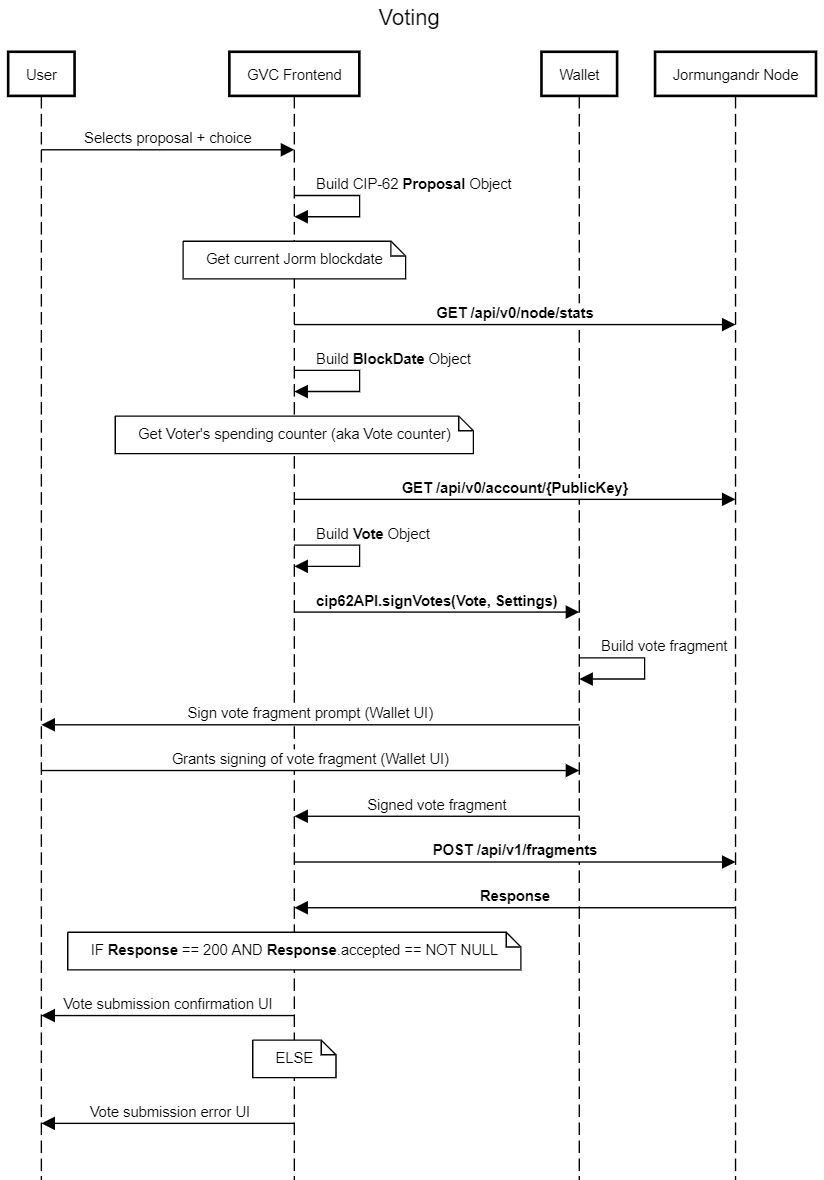 Voting
User
GVC Frontend
Wallet
Jormungandr Node
Selects proposal + choice
Build CIP-62 Proposal Object
Get current Jorm blockdate
GET /api/v0/node/stats
Build BlockDate Object
Get Voter's spending counter (aka Vote counter)
GET /api/v0/account/{PublicKey}
Build Vote Object
cip62API.signVotes(Vote, Settings)
Build vote fragment
Sign vote fragment prompt (Wallet UI)
Grants signing of vote fragment (Wallet UI)
Signed vote fragment
POST /api/v1/fragments
Response
IF Response == 200 AND Response.accepted == NOT NULL
Vote submission confirmation UI
ELSE
Vote submission error UI